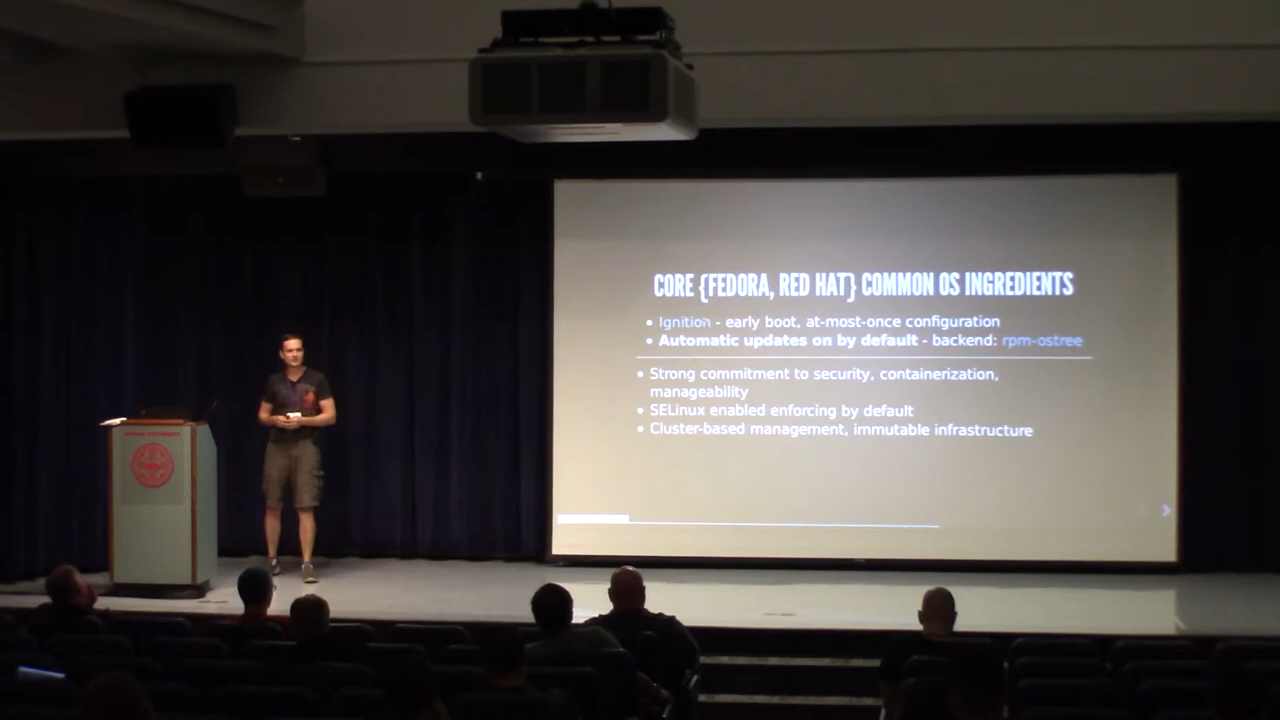 CORE {FEDORA, RED HAT} COMMON OS INGREDIENTS
• Ignition - early boot, at-most-once configuration
• Automatic updates on by default - backend: rpm-ostree
• Strong commitment to security, containerization,
manageability
• SELinux enabled enforcing by default
• Cluster-based management, immutable infrastructure